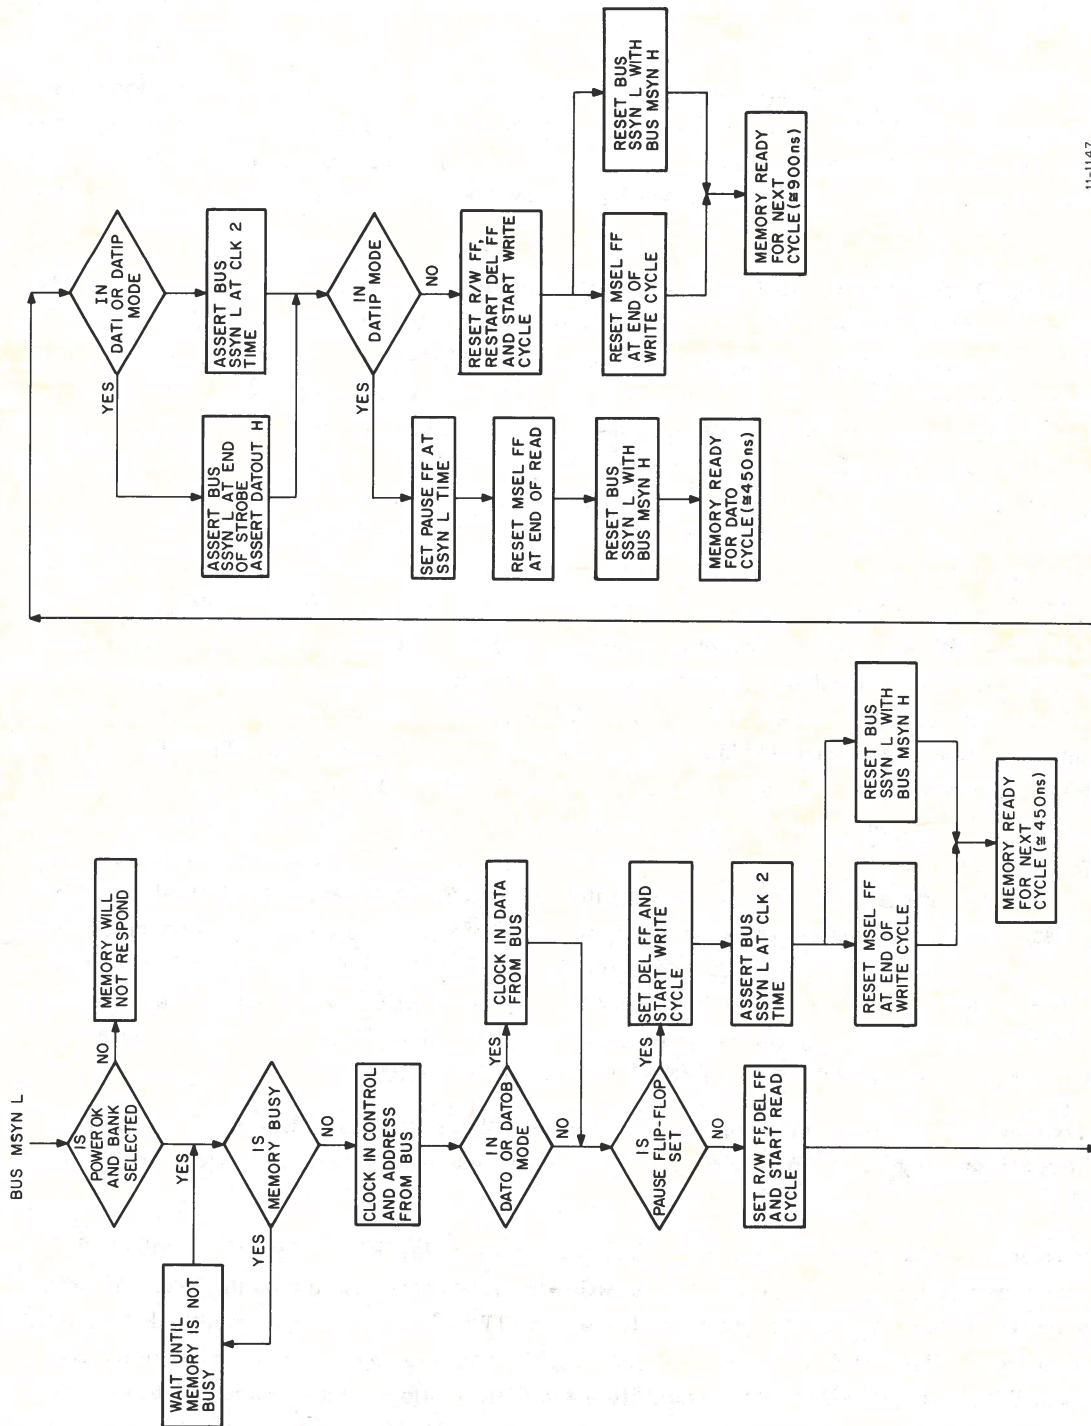 BUS MSYN L
IS
POWER OK
AND BANK
SELECTED
NO
MEMORY WILL
NOT RESPOND
YES
WAIT UNTIL
MEMORY IS NOT
BUSY
IS
MEMORY BUSY
YES
NO
CLOCK IN CONTROL
AND ADDRESS
FROM BUS
IN
DATO OR DATOB
MODE
YES
CLOCK IN DATA
FROM BUS
NO
IS
PAUSE FLIP-FLOP
SET
YES
SET DEL FF AND
START WRITE
CYCLE
ASSERT BUS
SSYN L AT CLK 2
TIME
RESET MSEL FF
AT END OF
WRITE CYCLE
RESET BUS
SSYN L WITH
BUS MSYN H
MEMORY READY
FOR NEXT
CYCLE (≅ 450ns)
NO
SET R/W FF, DEL FF
AND START READ
CYCLE
IN
DATI OR DATIP
MODE
YES
ASSERT BUS
SSYN L AT END
OF STROBE
ASSERT DATOUT H
ASSERT BUS
SSYN L AT CLK 2
TIME
IN
DATIP MODE
YES
SET PAUSE FF AT
SSYN L TIME
RESET MSEL FF
AT END OF READ
RESET BUS
SSYN L WITH
BUS MSYN H
MEMORY READY
FOR DATO
CYCLE (≅450ns)
NO
RESET R/W FF,
RESTART DEL FF
AND START WRITE
CYCLE
RESET MSEL FF
AT END OF
WRITE CYCLE
RESET BUS
SSYN L WITH
BUS MSYN H
MEMORY READY
FOR NEXT
CYCLE (≅900ns)
11-1147